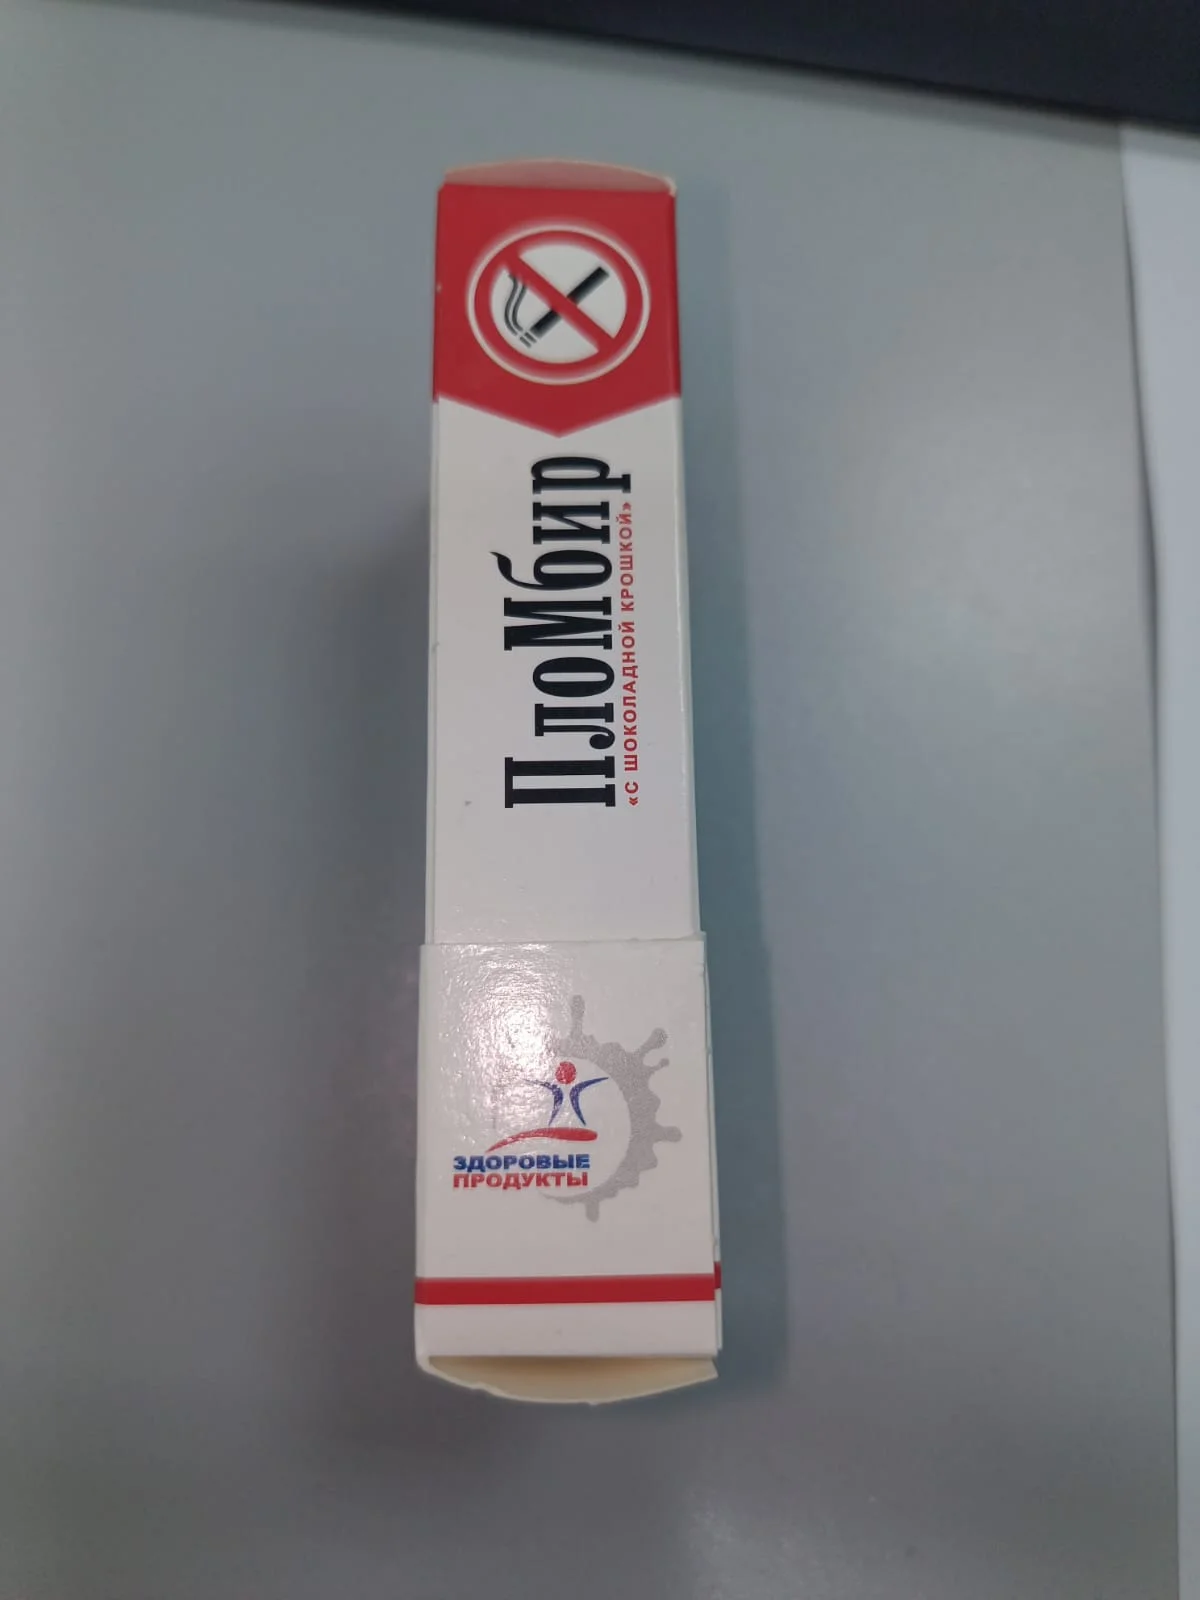 ПлоМбир
«С ШОКОЛАДНОЙ КРОШКОЙ»
ЗДОРОВЫЕ
ПРОДУКТЫ